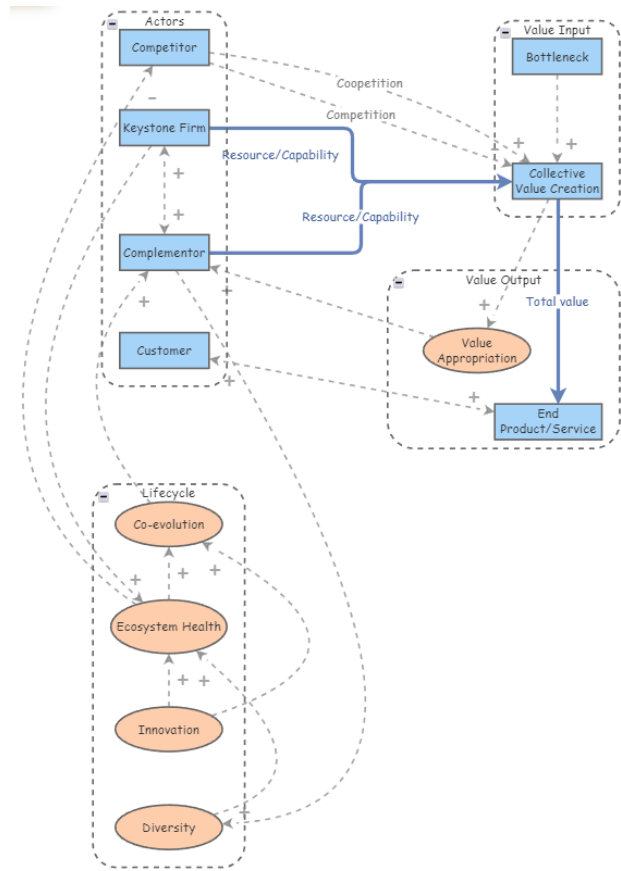 Actors
Value Input
Competitor
Bottleneck
Coopetition
Competition
Keystone Firm
Resource/Capability
Collective
Value Creation
Resource/Capability
Complementor
Value Output
Total value
Value
Appropriation
Customer
End
Product/Service
Lifecycle
Co-evolution
Ecosystem Health
Innovation
Diversity